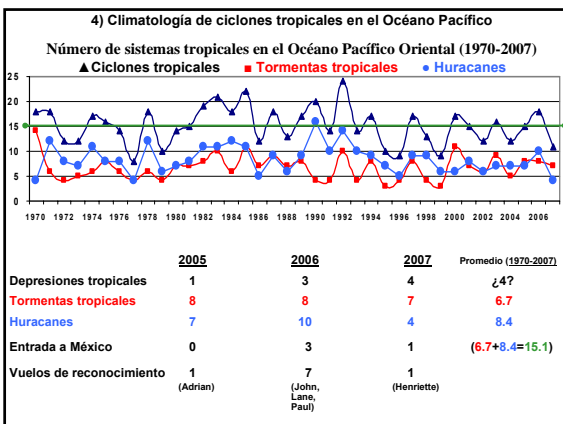 4) Climatología de ciclones tropicales en el Océano Pacífico
Número de sistemas tropicales en el Océano Pacífico Oriental (1970-2007)
Ciclones tropicales Tormentas tropicales Huracanes
25
20
15
10
5
0
1970 1972 1974 1976 1978 1980 1982 1984 1986 1988 1990 1992 1994 1996 1998 2000 2002 2004 2006
2005 2006 2007 Promedio (1970-2007)
Depresiones tropicales 1 3 4 ¿4?
Tormentas tropicales 8 8 7 6.7
Huracanes 7 10 4 8.4
Entrada a México 0 3 1 (6.7+8.4=15.1)
Vuelos de reconocimiento 1 7 1
(Adrian) (John, (Henriette)
Lane,
Paul)